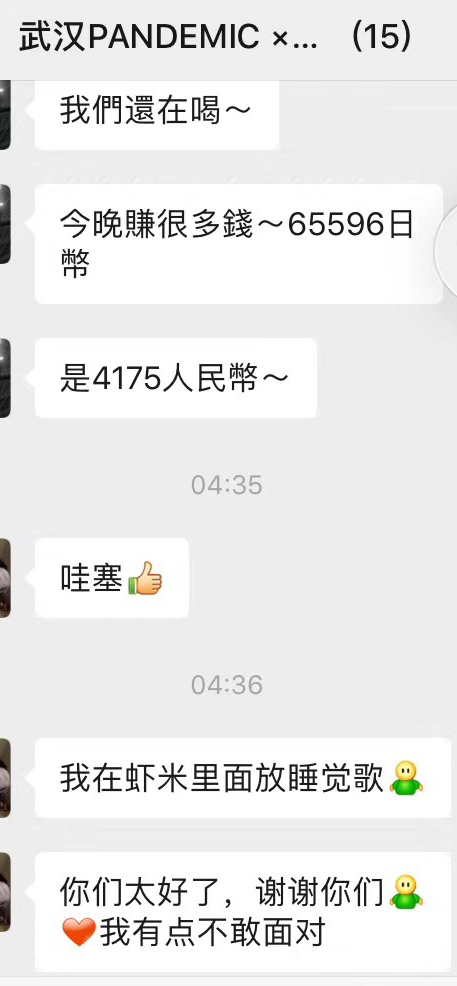 武汉PANDEMIC ×... (15)
我們還在喝～
今晚賺很多錢～65596日
幣
是4175人民幣～
04:35
哇塞👍
04:36
我在虾米里面放睡觉歌
你们太好了，谢谢你们
❤️我有点不敢面对